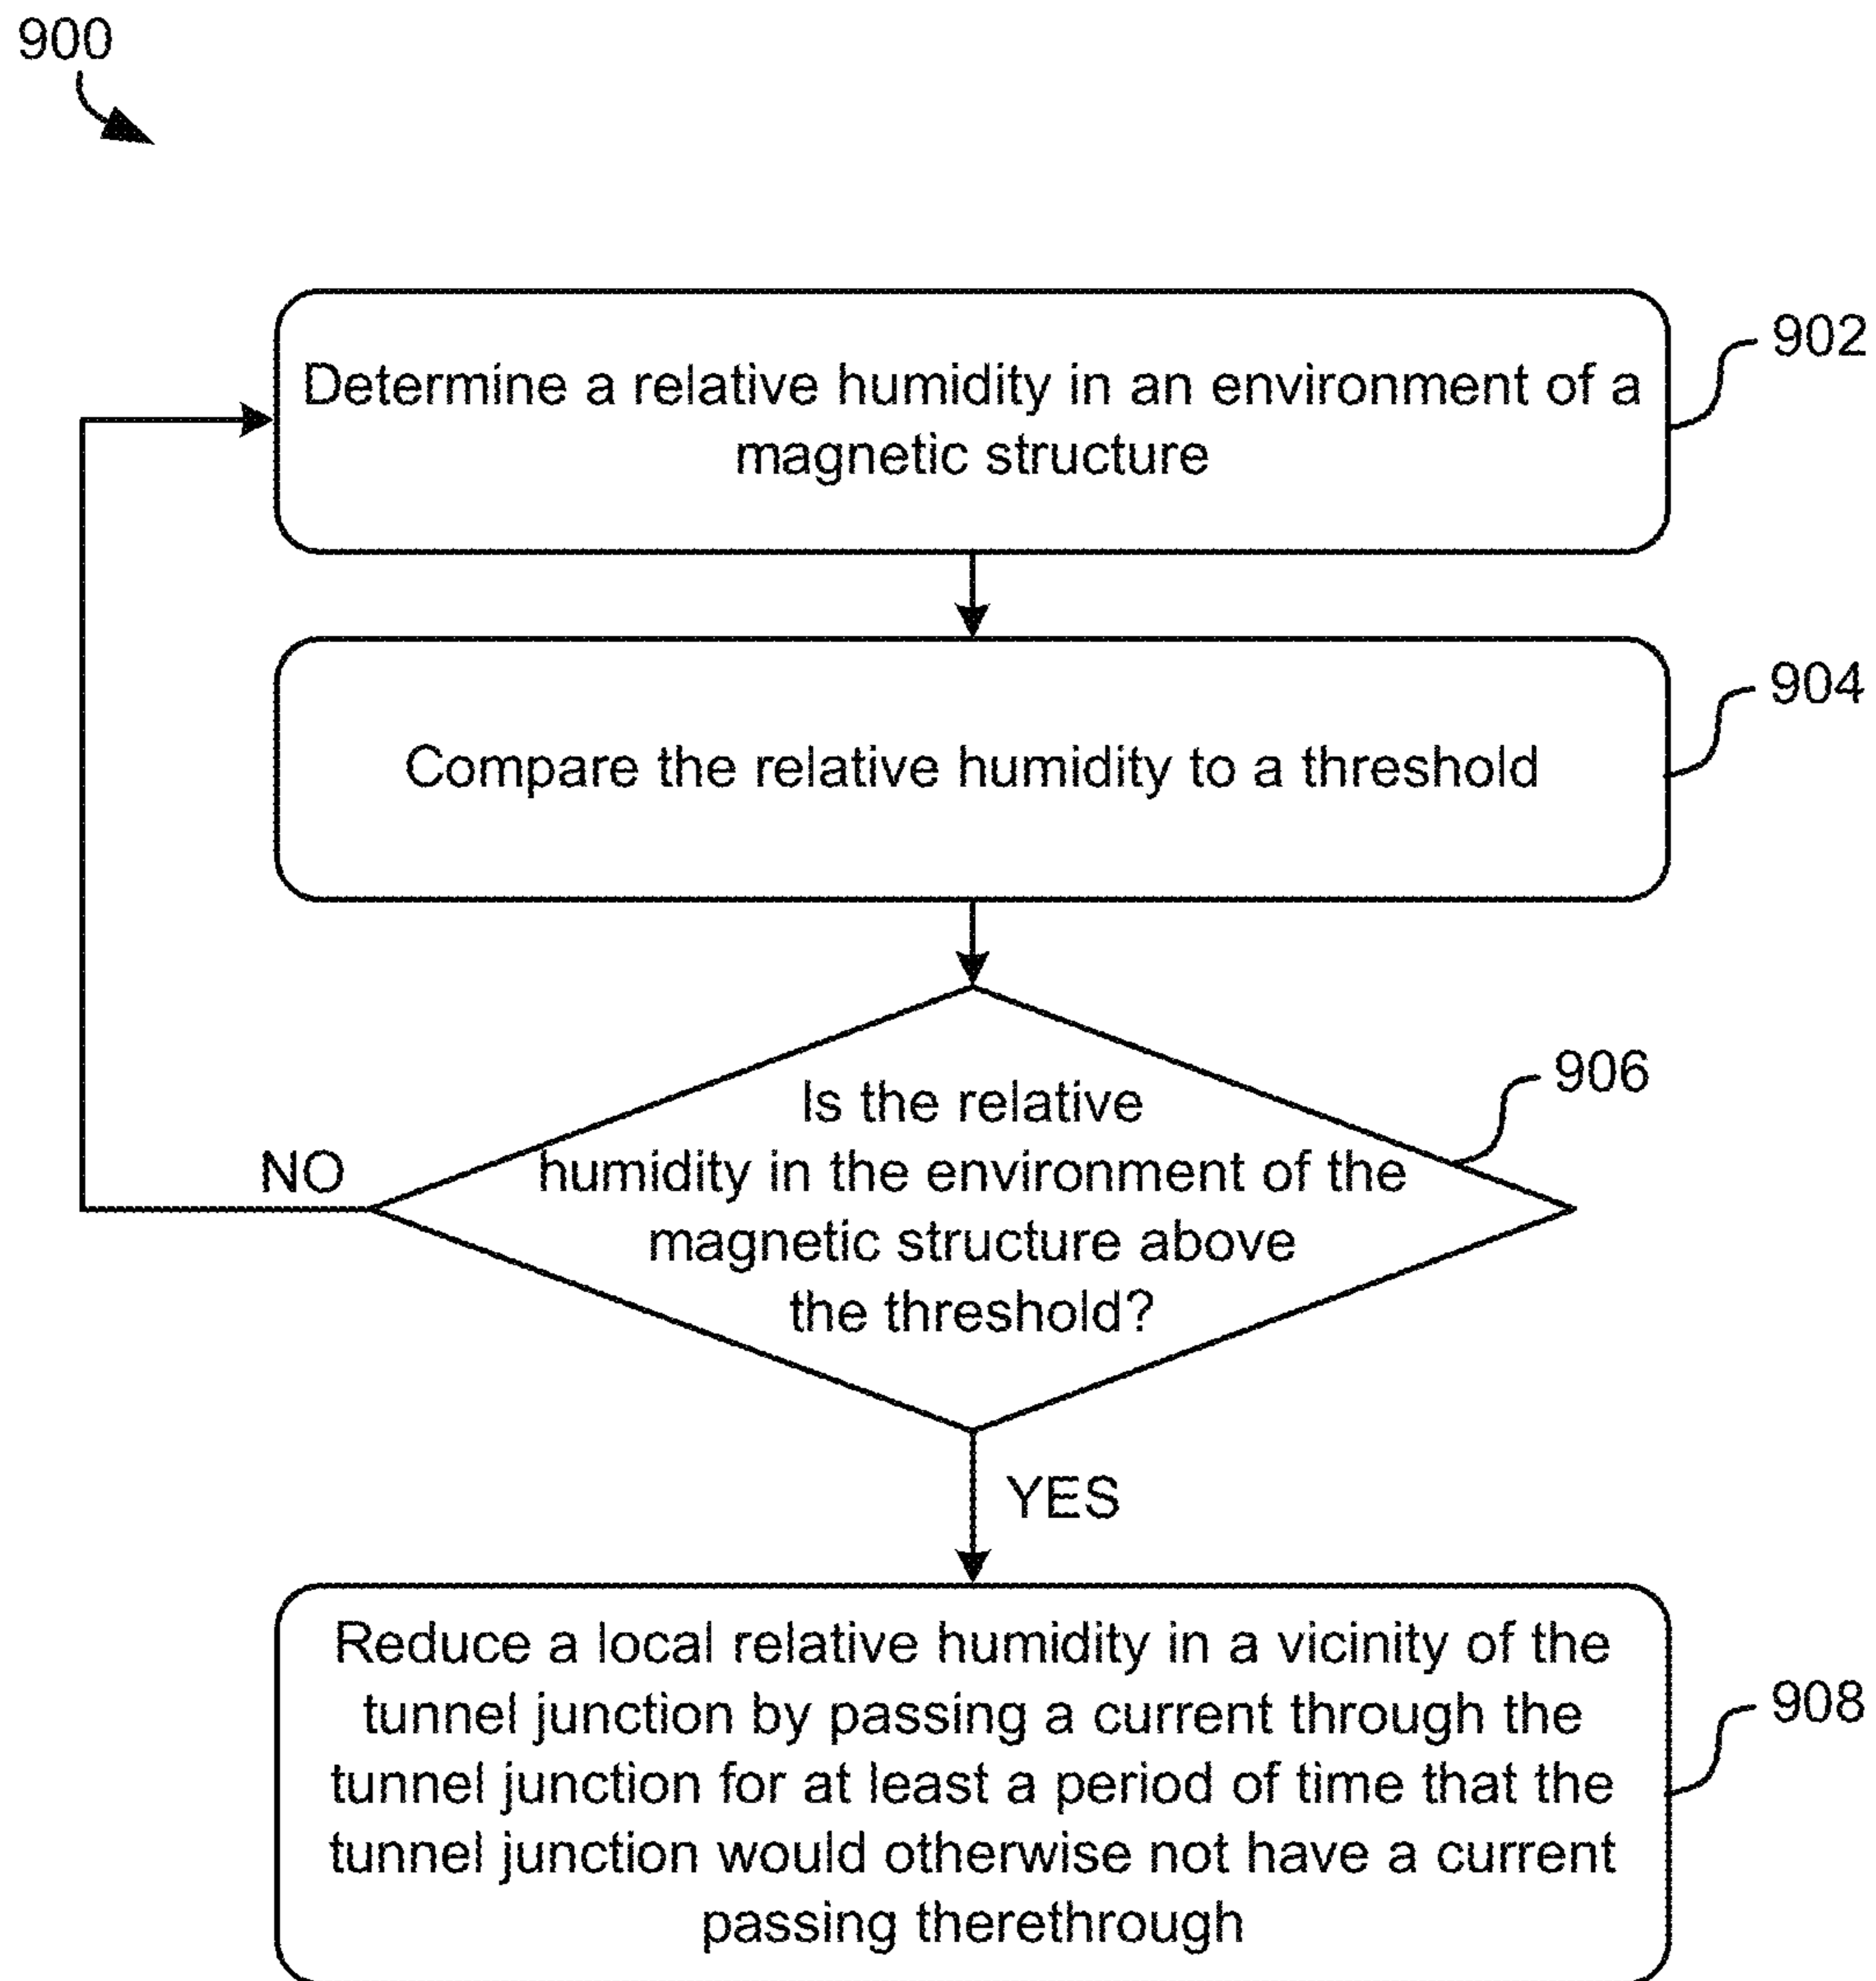 900
Determine a relative humidity in an environment of a
magnetic structure
902
Compare the relative humidity to a threshold
904
Is the relative
humidity in the environment of the
magnetic structure above
the threshold?
906
NO
YES
Reduce a local relative humidity in a vicinity of the
tunnel junction by passing a current through the
tunnel junction for at least a period of time that the
tunnel junction would otherwise not have a current
passing therethrough
908